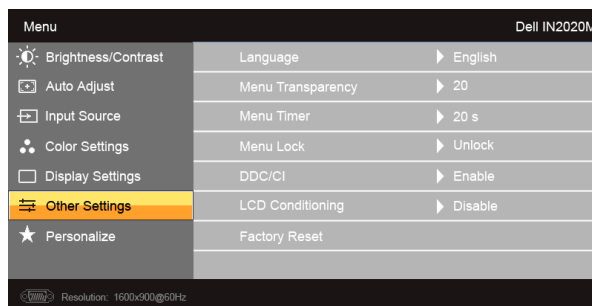 Menu Dell IN2020M
Brightness/Contrast Language English
Auto Adjust Menu Transparency 20
Input Source Menu Timer 20 s
Color Settings Menu Lock Unlock
Display Settings DDC/CI Enable
Other Settings LCD Conditioning Disable
Personalize Factory Reset
Resolution: 1600x900@60Hz